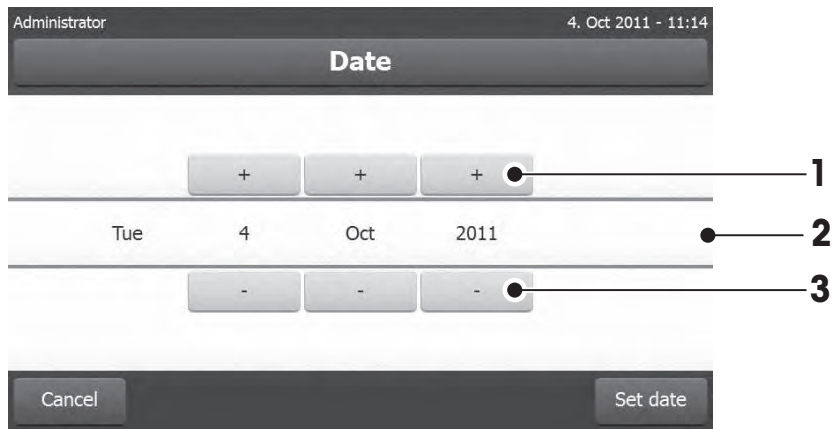 Administrator 4. Oct 2011 - 11:14
Date
+ + + 1
Tue 4 Oct 2011 2
- - - 3
Cancel Set date